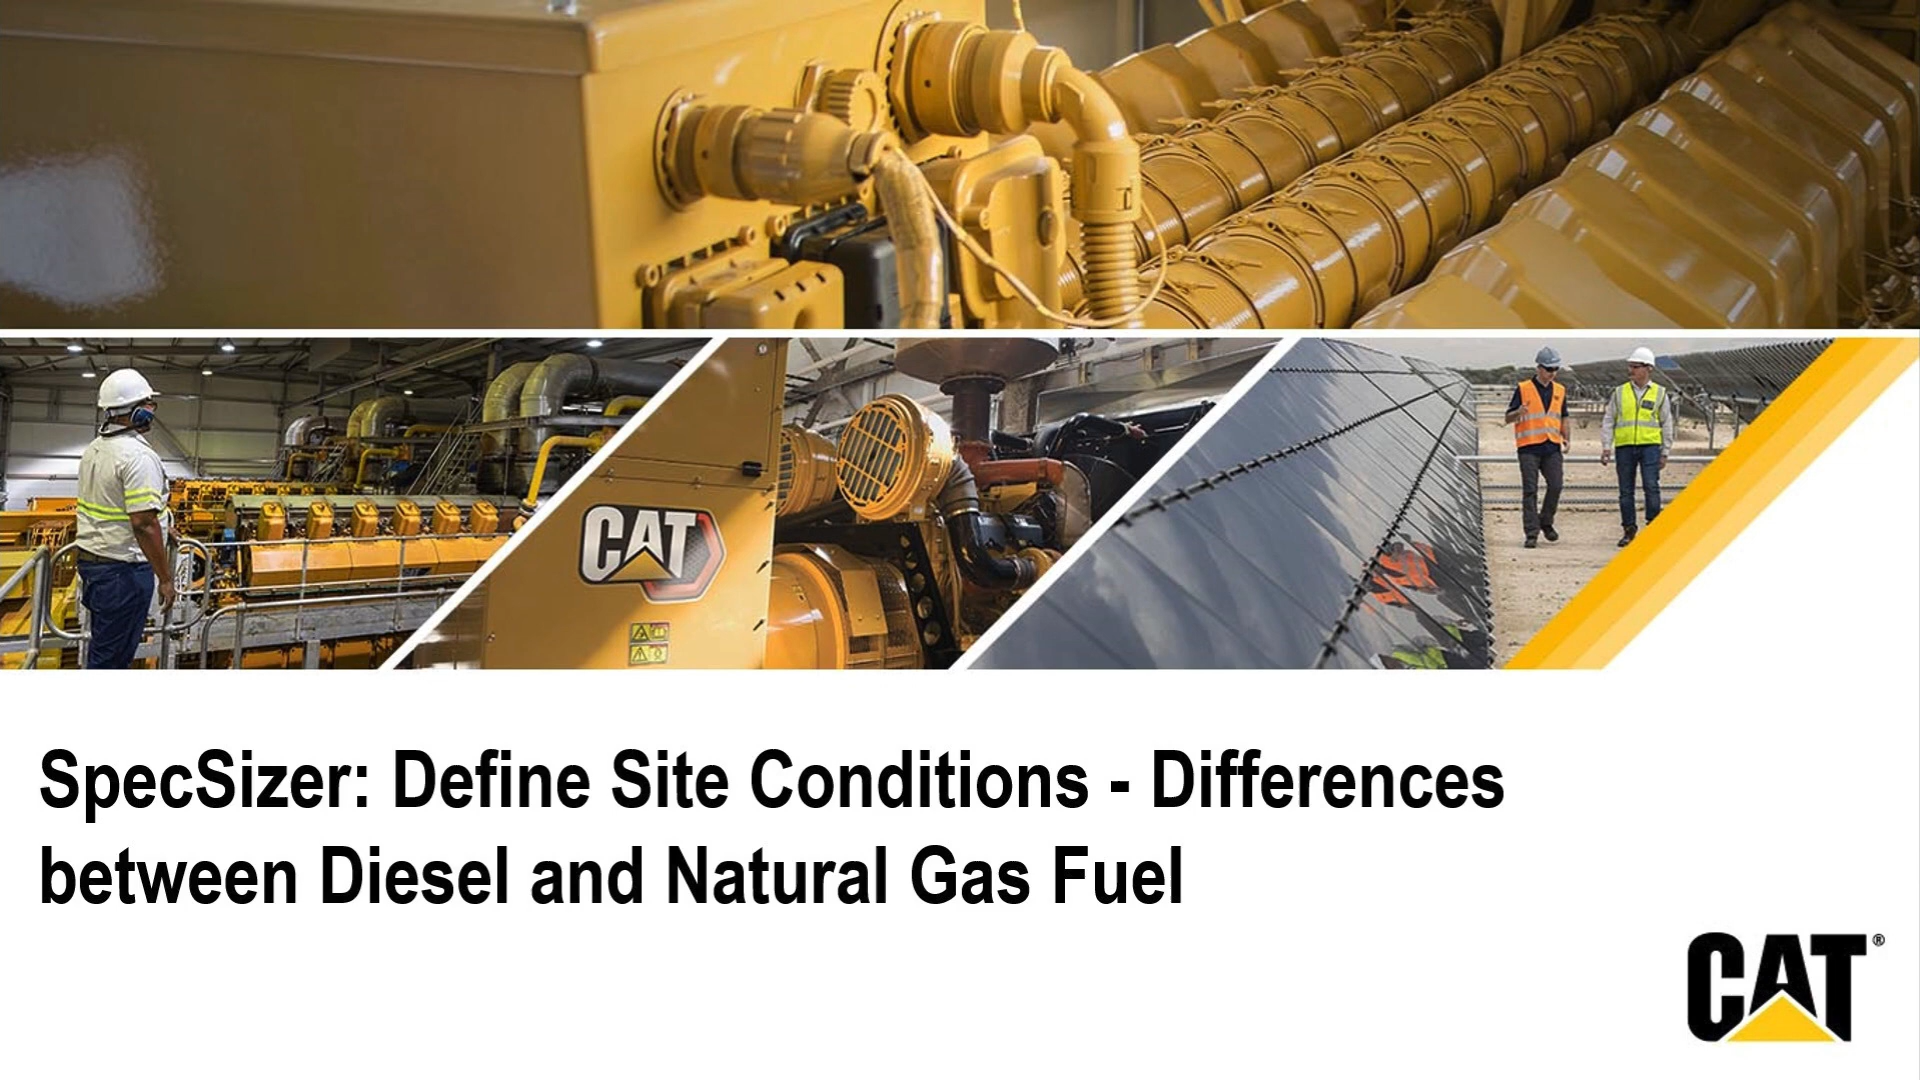 CAT
SpecSizer: Define Site Conditions - Differences
between Diesel and Natural Gas Fuel
CAT®